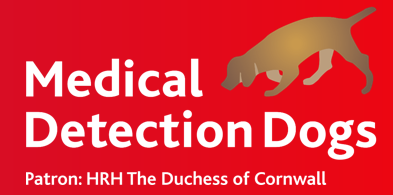 Medical
Detection Dogs
Patron: HRH The Duchess of Cornwall